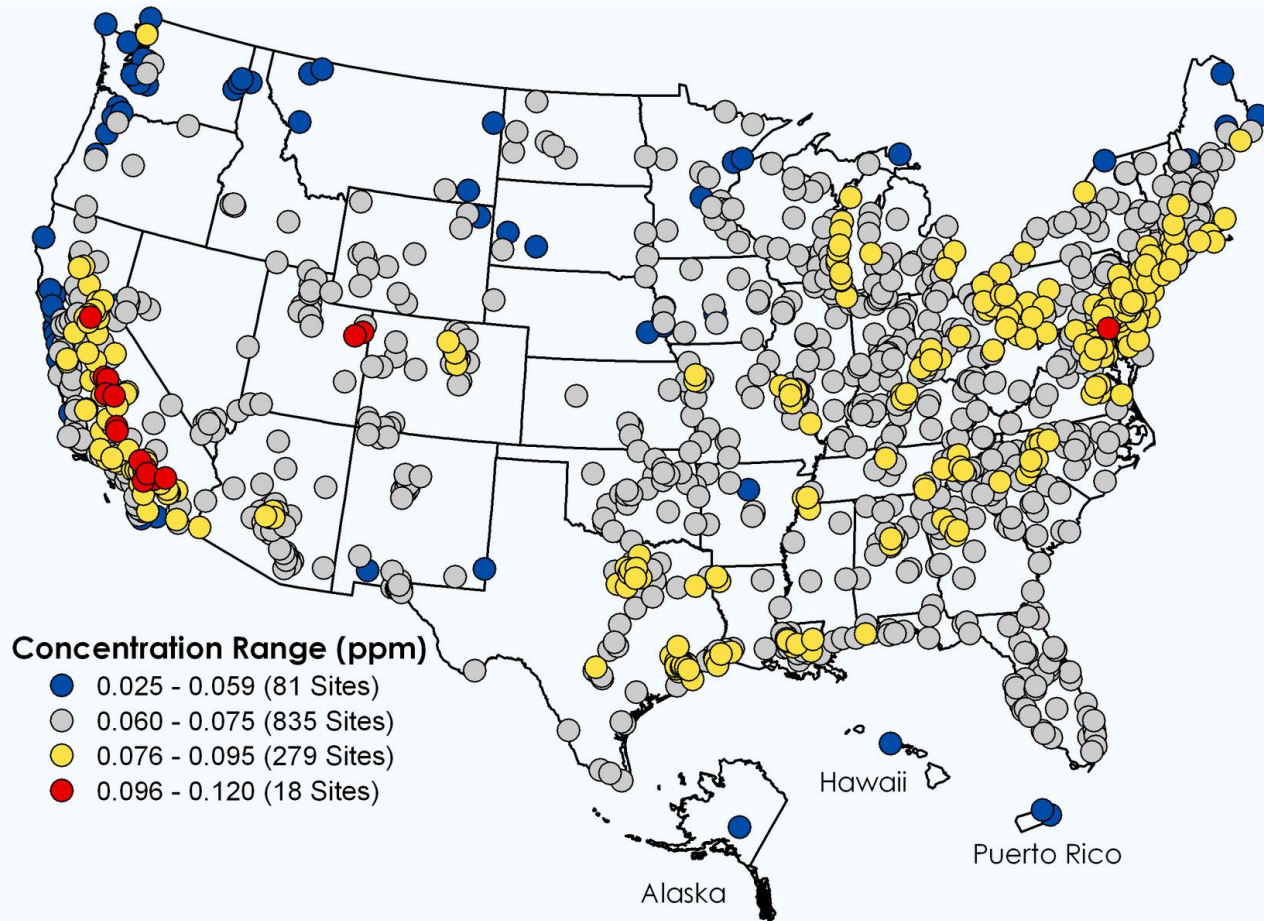 Concentration Range (ppm)
0.025 - 0.059 (81 Sites)
0.060 - 0.075 (835 Sites)
0.076 - 0.095 (279 Sites)
0.096 - 0.120 (18 Sites)
Hawaii
Puerto Rico
Alaska